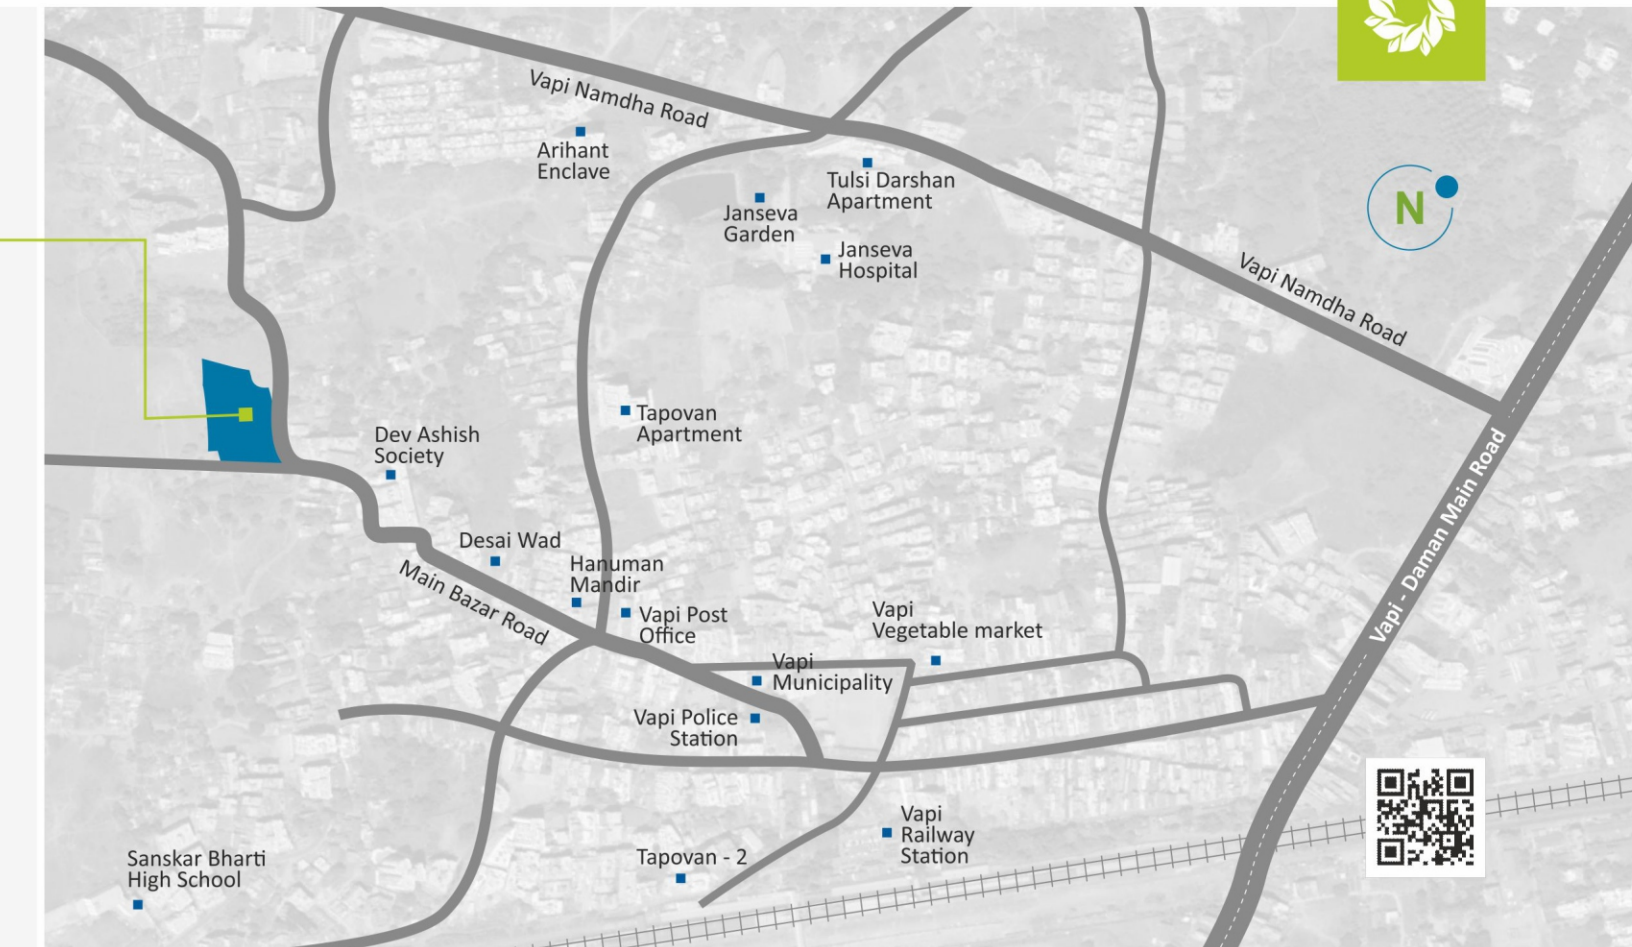 Vapi Namdha Road
Arihant
Enclave
Tulsi Darshan
Apartment
Janseva
Garden
Janseva
Hospital
N
Vapi Namdha Road
Tapovan
Apartment
Dev Ashish
Society
Vapi - Daman Main Road
Desai Wad
Hanuman
Mandir
Main Bazar Road
Vapi Post
Office
Vapi
Vegetable market
Vapi
Municipality
Vapi Police
Station
Vapi
Railway
Station
Tapovan - 2
Sanskar Bharti
High School